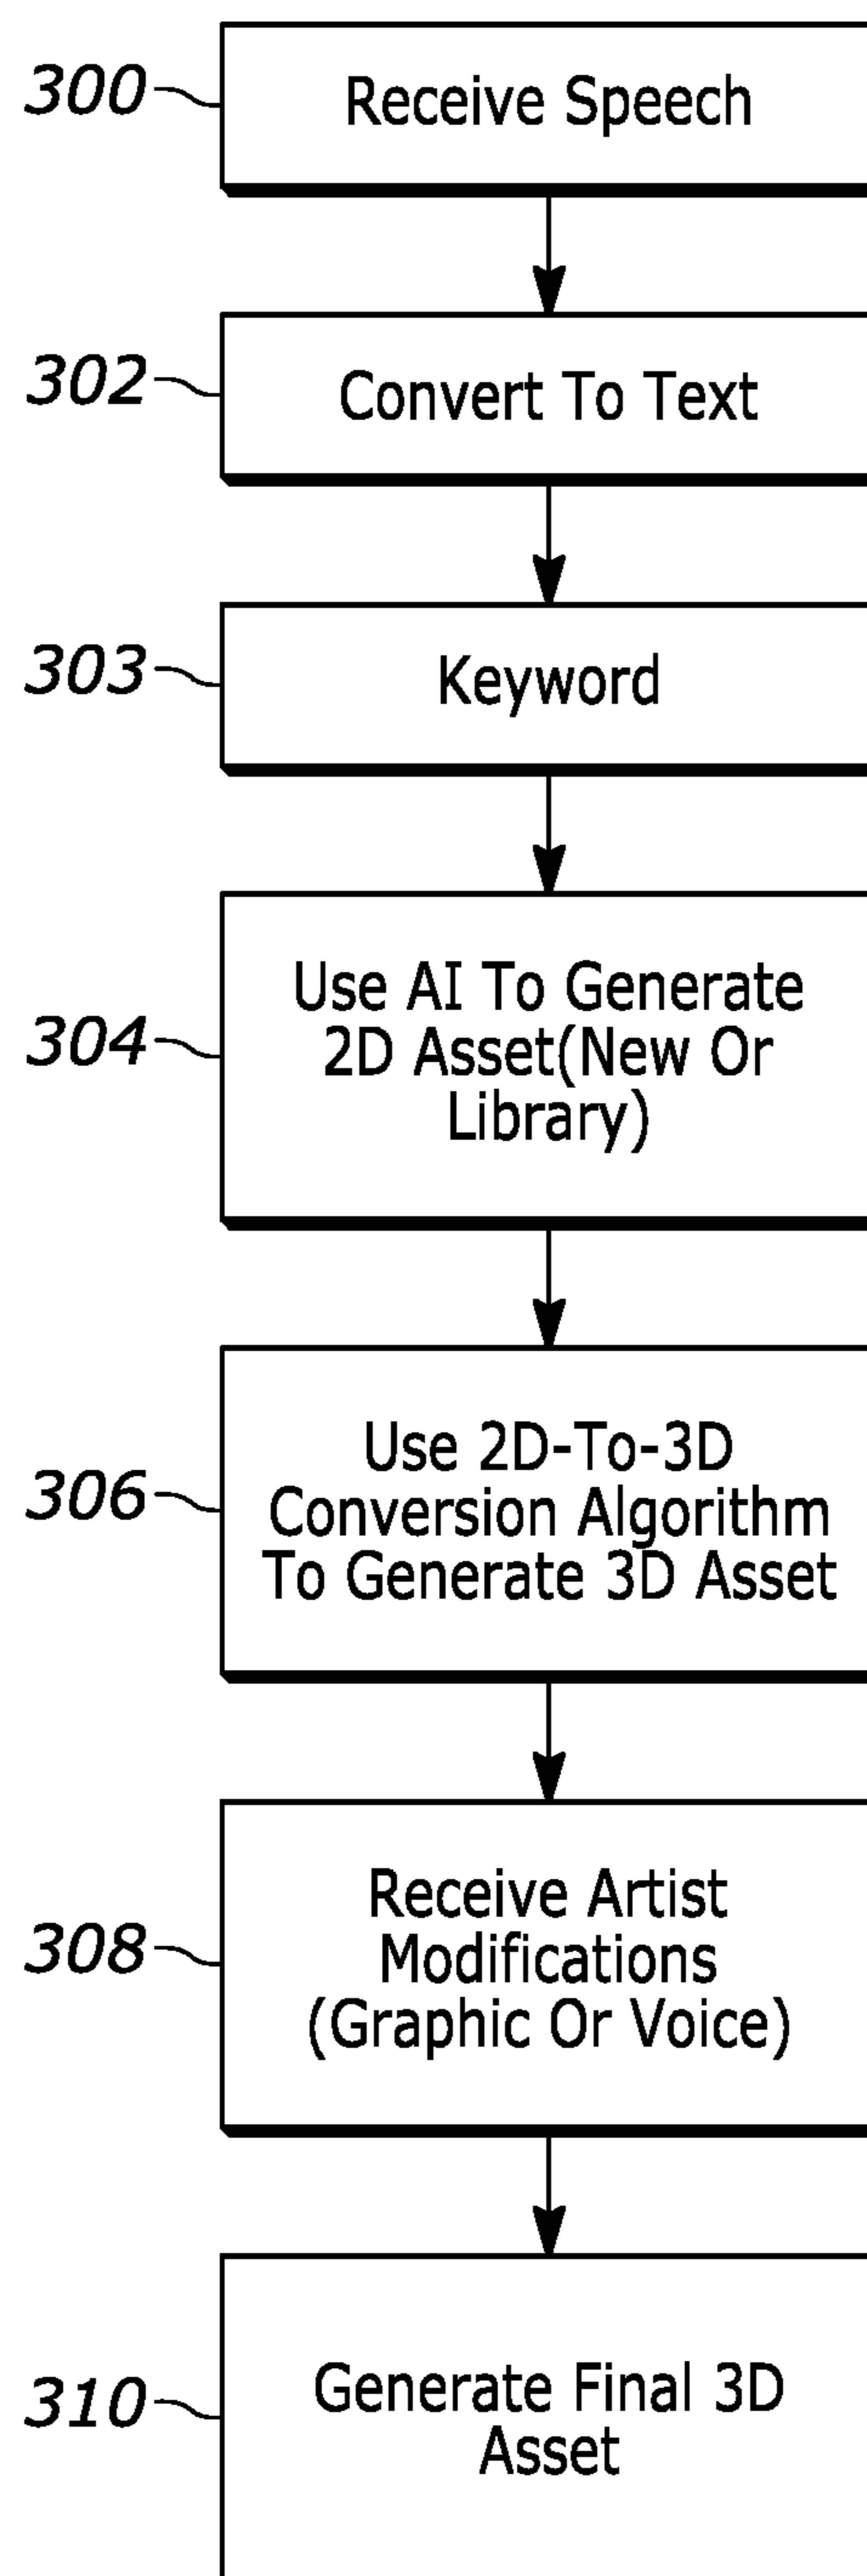 300
Receive Speech
302
Convert To Text
303
Keyword
304
Use AI To Generate
2D Asset(New Or
Library)
306
Use 2D-To-3D
Conversion Algorithm
To Generate 3D Asset
308
Receive Artist
Modifications
(Graphic Or Voice)
310
Generate Final 3D
Asset